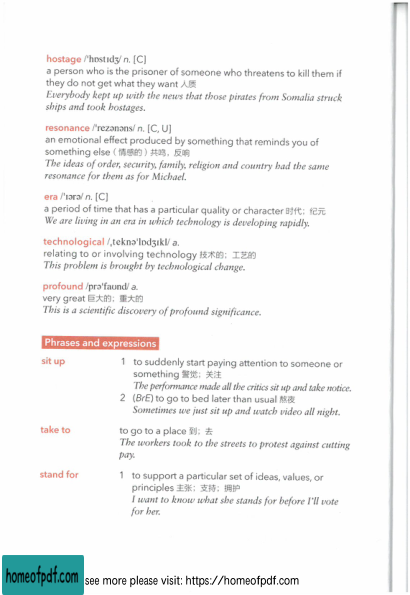 hostage /ˈhɒstɪdʒ/ n. [C]
a person who is the prisoner of someone who threatens to kill them if
they do not get what they want 人质
Everybody kept up with the news that those pirates from Somalia struck
ships and took hostages.
resonance /ˈrezənəns/ n. [C, U]
an emotional effect produced by something that reminds you of
something else (情感的) 共鸣，反响
The ideas of order, security, family, religion and country had the same
resonance for them as for Michael.
era /ˈɪərə/ n. [C]
a period of time that has a particular quality or character 时代；纪元
We are living in an era in which technology is developing rapidly.
technological /ˌteknəˈlɒdʒɪkl/ a.
relating to or involving technology 技术的；工艺的
This problem is brought by technological change.
profound /prəˈfaʊnd/ a.
very great 巨大的；重大的
This is a scientific discovery of profound significance.
Phrases and expressions
sit up 1 to suddenly start paying attention to someone or
something 警觉；关注
The performance made all the critics sit up and take notice.
2 (BrE) to go to bed later than usual 熬夜
Sometimes we just sit up and watch video all night.
take to to go to a place 到；去
The workers took to the streets to protest against cutting
pay.
stand for 1 to support a particular set of ideas, values, or
principles 主张；支持；拥护
I want to know what she stands for before I'll vote
for her.
homeofpdf.com see more please visit: https://homeofpdf.com